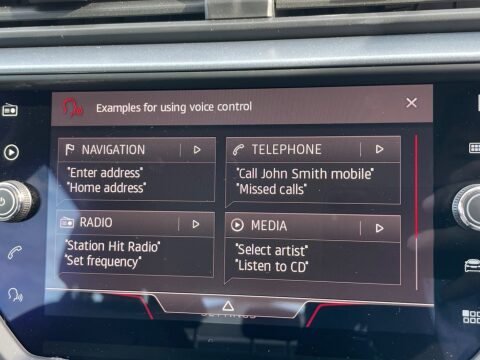 Examples for using voice control
NAVIGATION
"Enter address"
"Home address"
TELEPHONE
"Call John Smith mobile"
"Missed calls"
RADIO
"Station Hit Radio"
"Set frequency"
MEDIA
"Select artist"
"Listen to CD"
SETTINGS